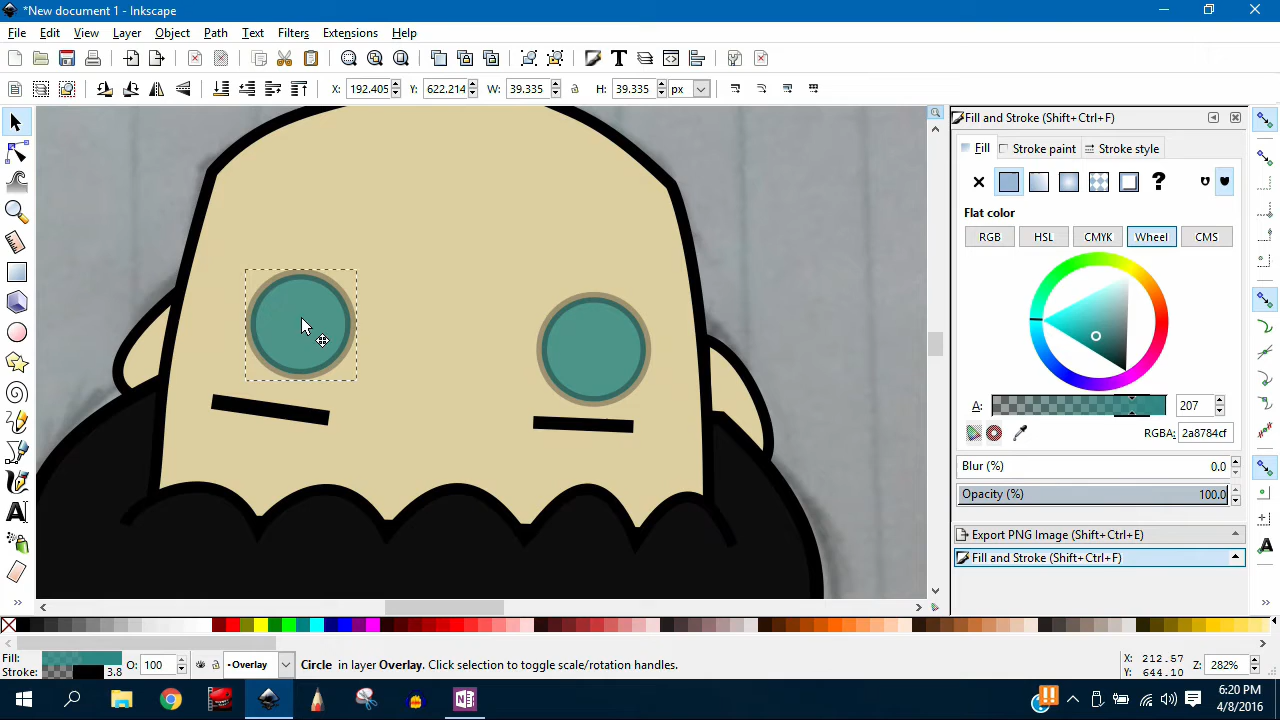 *New document 1 - Inkscape
File Edit View Layer Object Path Text Filters Extensions Help
X: 192.405 Y: 622.214 W: 39.335 H: 39.335 px
Fill and Stroke (Shift+Ctrl+F)
Fill Stroke paint Stroke style
Flat color
RGB HSL CMYK Wheel CMS
A: 207
RGBA: 2a8784cf
Blur (%) 0.0
Opacity (%) 100.0
Export PNG Image (Shift+Ctrl+E)
Fill and Stroke (Shift+Ctrl+F)
Fill: O: 100 •Overlay Circle in layer Overlay. Click selection to toggle scale/rotation handles. X: 212.57 Z: 282%
Stroke: 3.8 Y: 644.10
6:20 PM
4/8/2016